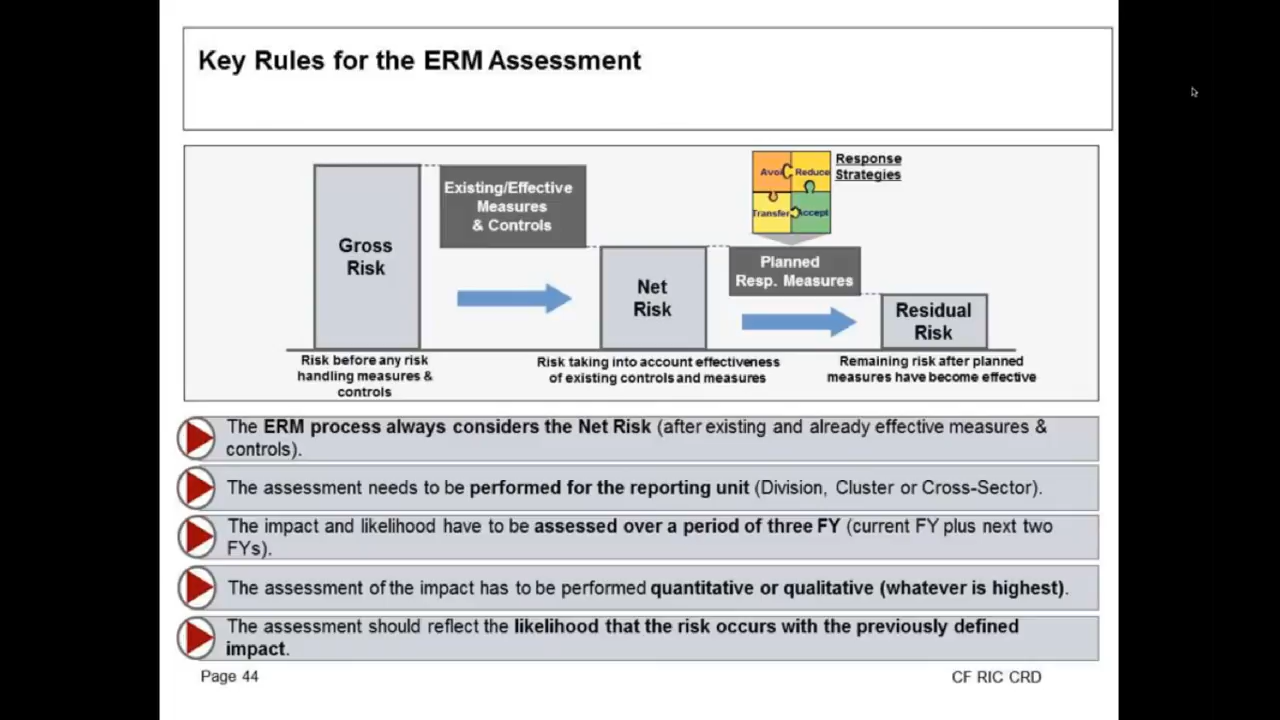 Key Rules for the ERM Assessment
Gross
Risk
Existing/Effective
Measures
& Controls
Net
Risk
Avoid
Reduce
Transfer
Accept
Response
Strategies
Planned
Resp. Measures
Residual
Risk
Risk before any risk
handling measures &
controls
Risk taking into account effectiveness
of existing controls and measures
Remaining risk after planned
measures have become effective
The ERM process always considers the Net Risk (after existing and already effective measures &
controls).
The assessment needs to be performed for the reporting unit (Division, Cluster or Cross-Sector).
The impact and likelihood have to be assessed over a period of three FY (current FY plus next two
FYs).
The assessment of the impact has to be performed quantitative or qualitative (whatever is highest).
The assessment should reflect the likelihood that the risk occurs with the previously defined
impact.
Page 44
CF RIC CRD